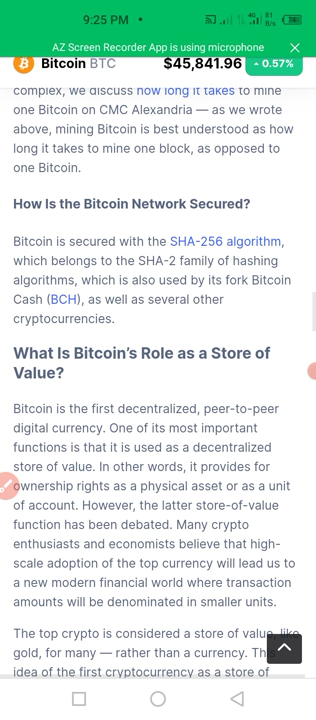 9:25 PM
4G
81
B/s
AZ Screen Recorder App is using microphone
Bitcoin BTC
$45,841.96
0.57%
complex, we discuss how long it takes to mine
one Bitcoin on CMC Alexandria — as we wrote
above, mining Bitcoin is best understood as how
long it takes to mine one block, as opposed to
one Bitcoin.
How Is the Bitcoin Network Secured?
Bitcoin is secured with the SHA-256 algorithm,
which belongs to the SHA-2 family of hashing
algorithms, which is also used by its fork Bitcoin
Cash (BCH), as well as several other
cryptocurrencies.
What Is Bitcoin’s Role as a Store of
Value?
Bitcoin is the first decentralized, peer-to-peer
digital currency. One of its most important
functions is that it is used as a decentralized
store of value. In other words, it provides for
ownership rights as a physical asset or as a unit
of account. However, the latter store-of-value
function has been debated. Many crypto
enthusiasts and economists believe that high-
scale adoption of the top currency will lead us to
a new modern financial world where transaction
amounts will be denominated in smaller units.
The top crypto is considered a store of value, like
gold, for many — rather than a currency. This
idea of the first cryptocurrency as a store of